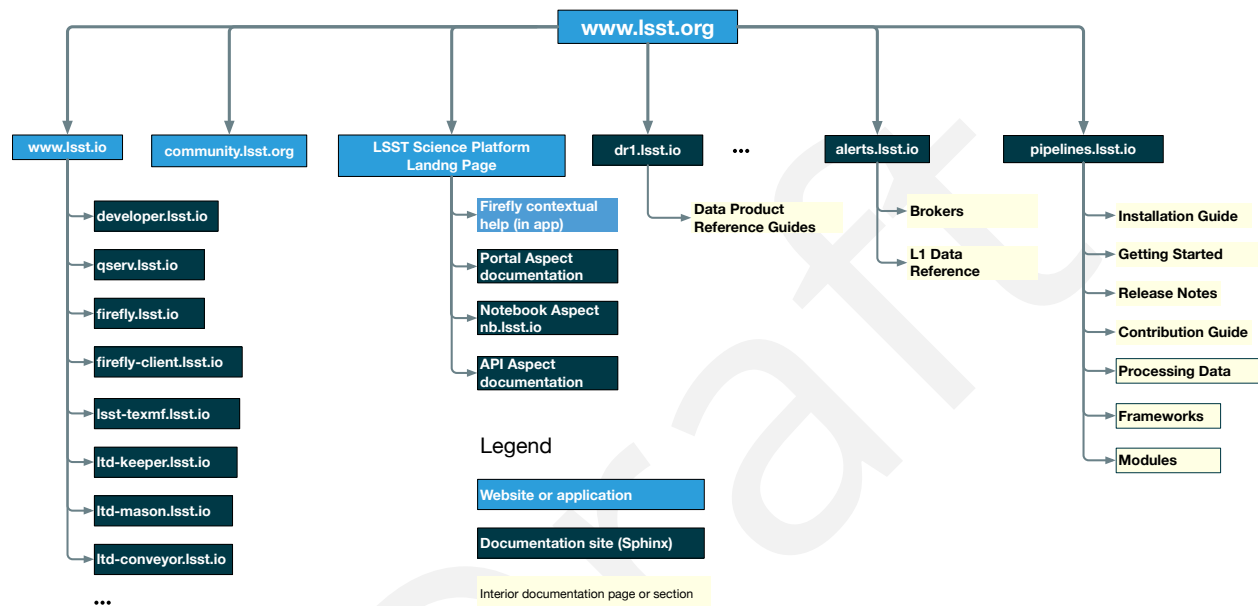 www.lsst.org
www.lsst.io
community.lsst.org
LSST Science Platform
Landng Page
dr1.lsst.io
...
alerts.lsst.io
pipelines.lsst.io
developer.lsst.io
qserv.lsst.io
firefly.lsst.io
firefly-client.lsst.io
lsst-texmf.lsst.io
ltd-keeper.lsst.io
ltd-mason.lsst.io
ltd-conveyor.lsst.io
...
Firefly contextual
help (in app)
Portal Aspect
documentation
Notebook Aspect
nb.lsst.io
API Aspect
documentation
Data Product
Reference Guides
Brokers
L1 Data
Reference
Installation Guide
Getting Started
Release Notes
Contribution Guide
Processing Data
Frameworks
Modules
Legend
Website or application
Documentation site (Sphinx)
Interior documentation page or section
Draft